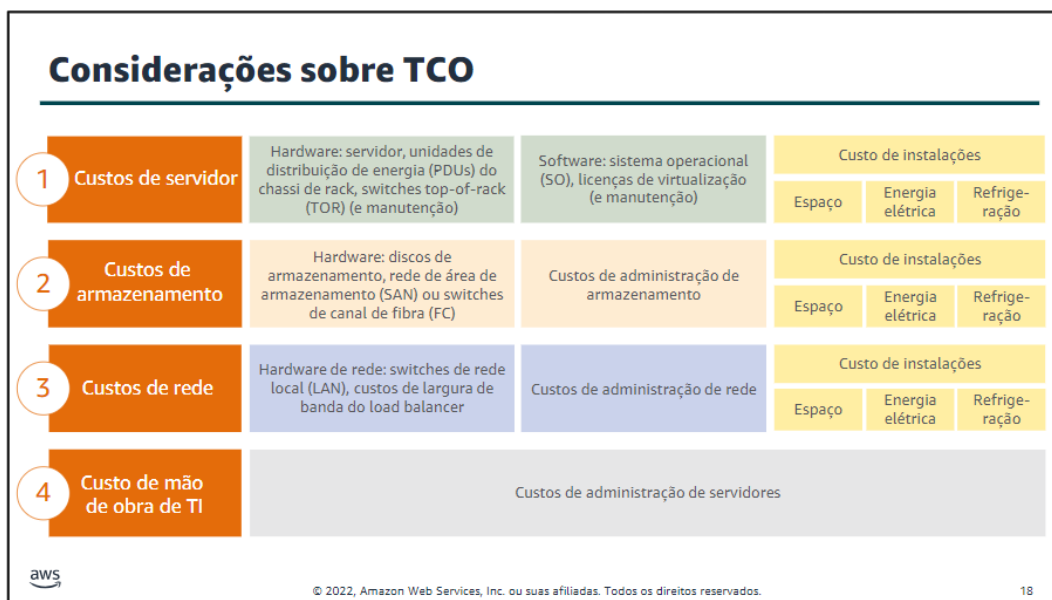 Considerações sobre TCO
1
Custos de servidor
Hardware: servidor, unidades de
distribuição de energia (PDUs) do
chassi de rack, switches top-of-rack
(TOR) (e manutenção)
Software: sistema operacional
(SO), licenças de virtualização
(e manutenção)
Custo de instalações
Espaço
Energia
elétrica
Refrige-
ração
2
Custos de
armazenamento
Hardware: discos de
armazenamento, rede de área de
armazenamento (SAN) ou switches
de canal de fibra (FC)
Custos de administração de
armazenamento
Custo de instalações
Espaço
Energia
elétrica
Refrige-
ração
3
Custos de rede
Hardware de rede: switches de rede
local (LAN), custos de largura de
banda do load balancer
Custos de administração de rede
Custo de instalações
Espaço
Energia
elétrica
Refrige-
ração
4
Custo de mão
de obra de TI
Custos de administração de servidores
aws
© 2022, Amazon Web Services, Inc. ou suas afiliadas. Todos os direitos reservados.
18